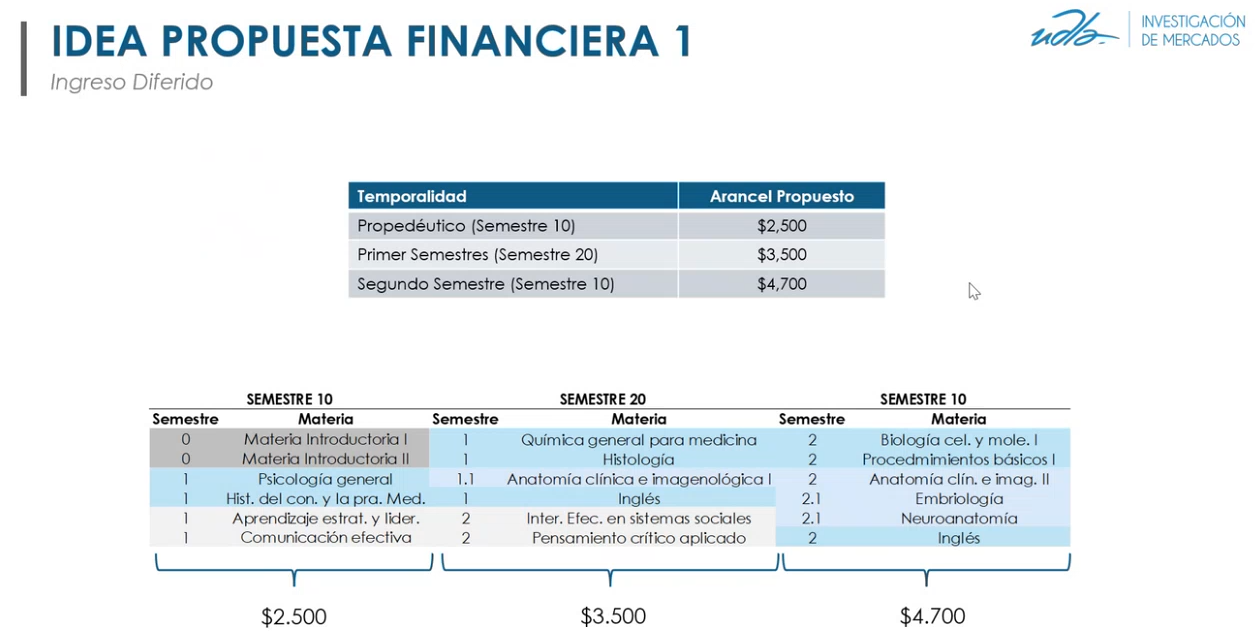 IDEA PROPUESTA FINANCIERA 1
Ingreso Diferido
udla. INVESTIGACIÓN
DE MERCADOS
Temporalidad Arancel Propuesto
Propedéutico (Semestre 10) $2,500
Primer Semestres (Semestre 20) $3,500
Segundo Semestre (Semestre 10) $4,700
SEMESTRE 10 SEMESTRE 20 SEMESTRE 10
Semestre Materia Semestre Materia Semestre Materia
0 Materia Introductoria I 1 Química general para medicina 2 Biología cel. y mole. I
0 Materia Introductoria II 1 Histología 2 Procedmimientos básicos I
1 Psicología general 1.1 Anatomía clínica e imagenológica I 2 Anatomía clín. e imag. II
1 Hist. del con. y la pra. Med. 1 Inglés 2.1 Embriología
1 Aprendizaje estrat. y lider. 2 Inter. Efec. en sistemas sociales 2.1 Neuroanatomía
1 Comunicación efectiva 2 Pensamiento crítico aplicado 2 Inglés
$2.500 $3.500 $4.700